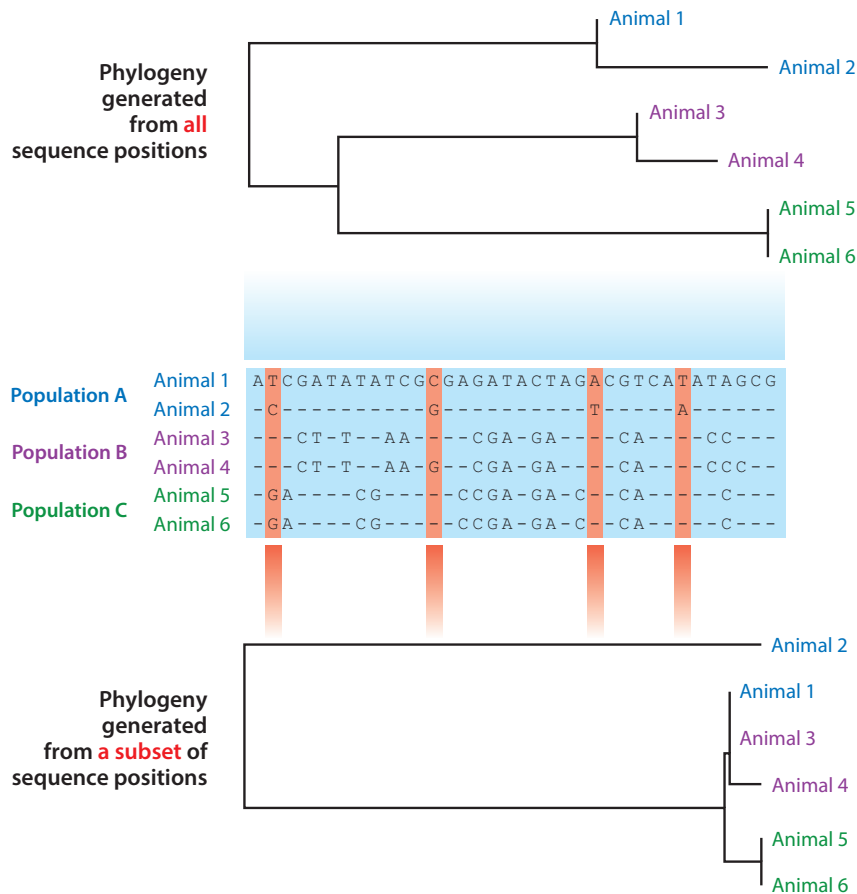 Animal 1
Animal 2
Phylogeny
generated
from all
sequence positions
Animal 3
Animal 4
Animal 5
Animal 6
Population A
Animal 1 ATCGATATATCGCGAGATACTAGACGTCATATAGCG
Animal 2 -C----------G----------T-----A------
Population B
Animal 3 ---CT-T--AA----CGA-GA----CA----CC---
Animal 4 ---CT-T--AA-G--CGA-GA----CA----CCC--
Population C
Animal 5 -GA----CG-----CCGA-GA-C--CA-----C---
Animal 6 -GA----CG-----CCGA-GA-C--CA-----C---
Animal 2
Phylogeny
generated
from a subset of
sequence positions
Animal 1
Animal 3
Animal 4
Animal 5
Animal 6